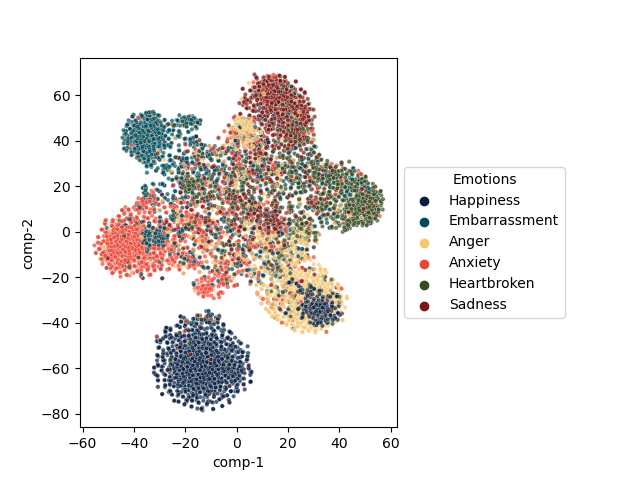 60
40
20
0
−20
−40
−60
−80
−60 −40 −20 0 20 40 60
comp-2
comp-1
Emotions
Happiness
Embarrassment
Anger
Anxiety
Heartbroken
Sadness